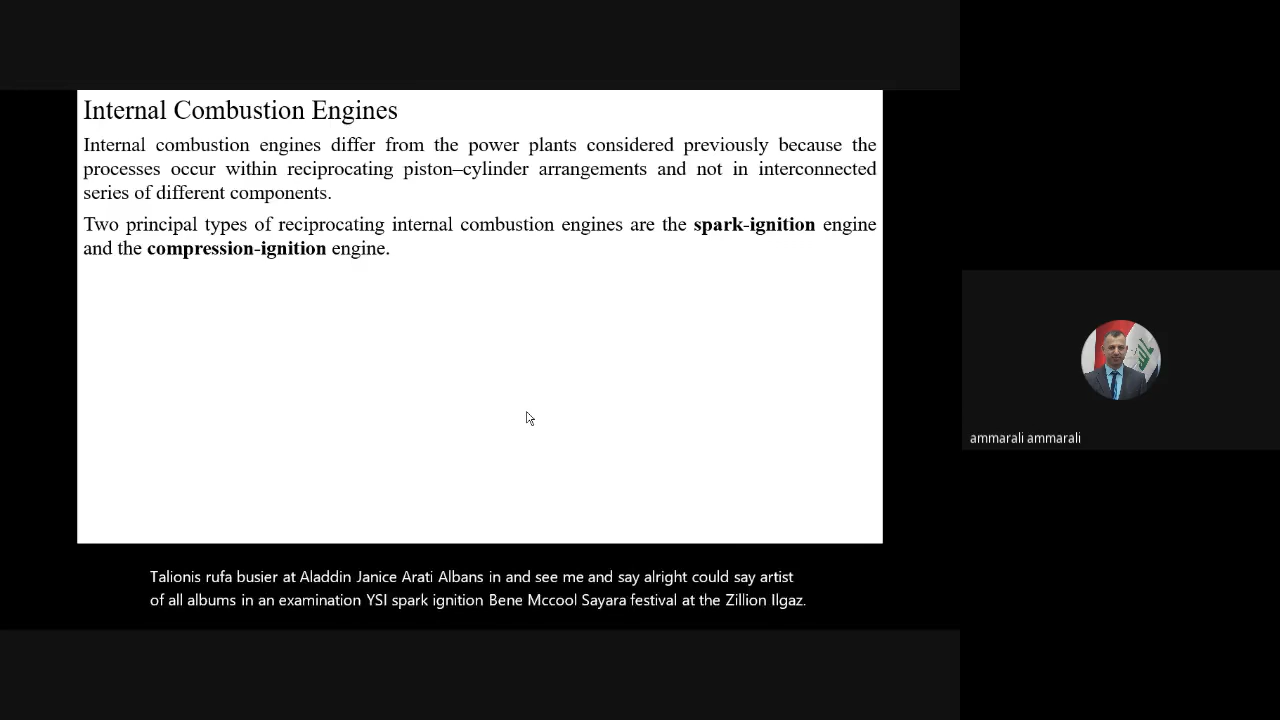 Internal Combustion Engines
Internal combustion engines differ from the power plants considered previously because the
processes occur within reciprocating piston–cylinder arrangements and not in interconnected
series of different components.
Two principal types of reciprocating internal combustion engines are the spark-ignition engine
and the compression-ignition engine.
ammarali ammarali
Talionis rufa busier at Aladdin Janice Arati Albans in and see me and say alright could say artist
of all albums in an examination YSI spark ignition Bene Mccool Sayara festival at the Zillion Ilgaz.